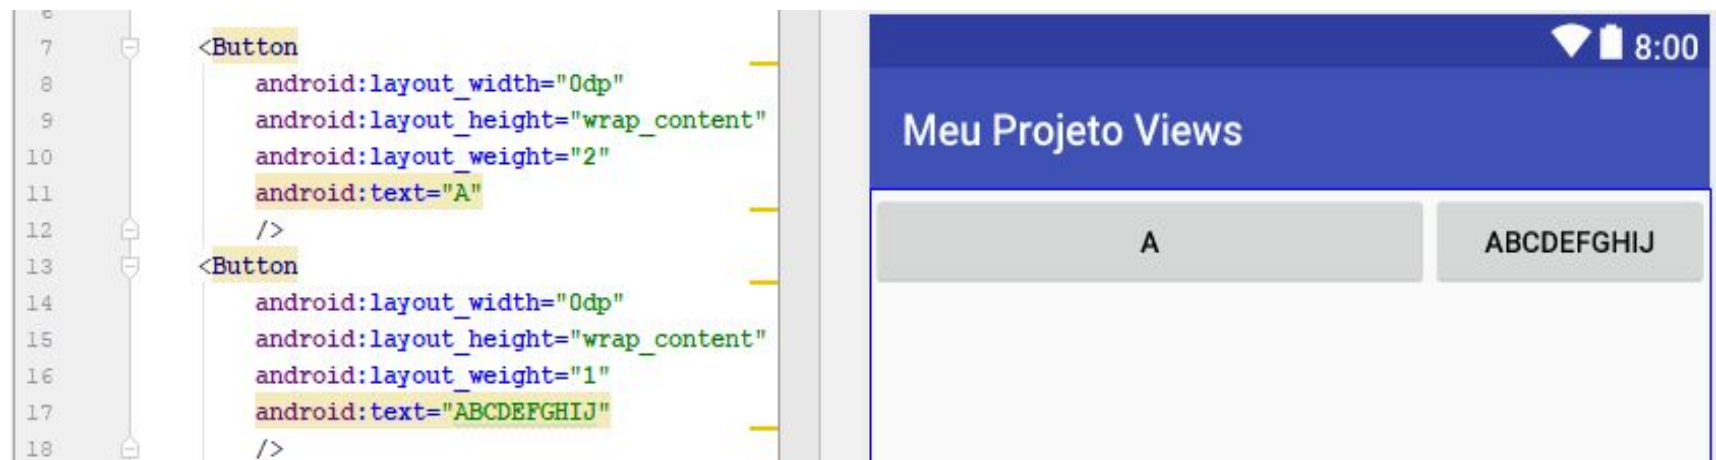 6
7 <Button
8 android:layout_width="0dp"
9 android:layout_height="wrap_content"
10 android:layout_weight="2"
11 android:text="A"
12 />
13 <Button
14 android:layout_width="0dp"
15 android:layout_height="wrap_content"
16 android:layout_weight="1"
17 android:text="ABCDEFGHIJ"
18 />
8:00
Meu Projeto Views
A ABCDEFGHIJ